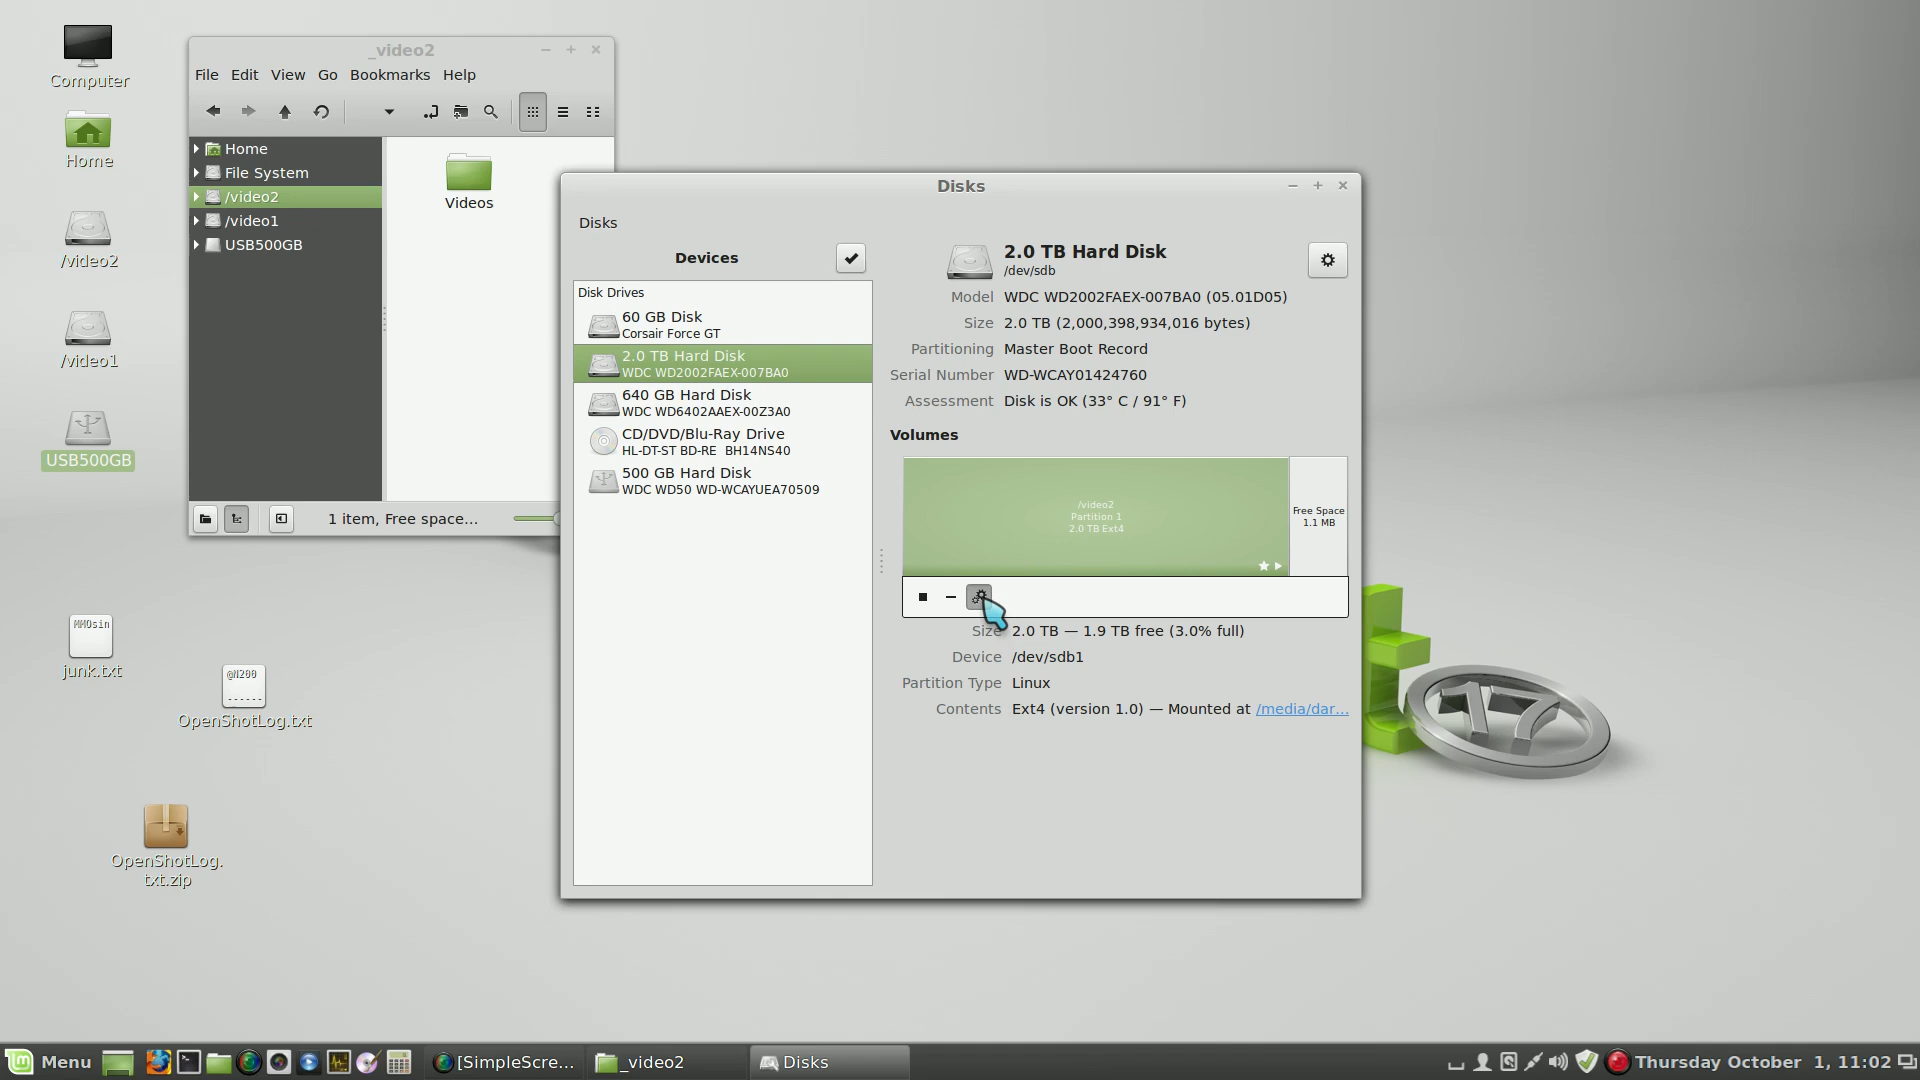 Computer
Home
/video2
/video1
USB500GB
MMOsin
junk.txt
@N200
------
OpenShotLog.txt
OpenShotLog.
txt.zip
_video2
File Edit View Go Bookmarks Help
Home
File System
/video2
/video1
USB500GB
Videos
1 item, Free space...
Disks
Disks
Devices
Disk Drives
60 GB Disk
Corsair Force GT
2.0 TB Hard Disk
WDC WD2002FAEX-007BA0
640 GB Hard Disk
WDC WD6402AAEX-00Z3A0
CD/DVD/Blu-Ray Drive
HL-DT-ST BD-RE BH14NS40
500 GB Hard Disk
WDC WD50 WD-WCAYUEA70509
2.0 TB Hard Disk
/dev/sdb
Model WDC WD2002FAEX-007BA0 (05.01D05)
Size 2.0 TB (2,000,398,934,016 bytes)
Partitioning Master Boot Record
Serial Number WD-WCAY01424760
Assessment Disk is OK (33° C / 91° F)
Volumes
/video2
Partition 1
2.0 TB Ext4
Free Space
1.1 MB
Size 2.0 TB — 1.9 TB free (3.0% full)
Device /dev/sdb1
Partition Type Linux
Contents Ext4 (version 1.0) — Mounted at /media/dar...
17
Menu
[SimpleScre...
_video2
Disks
Thursday October 1, 11:02